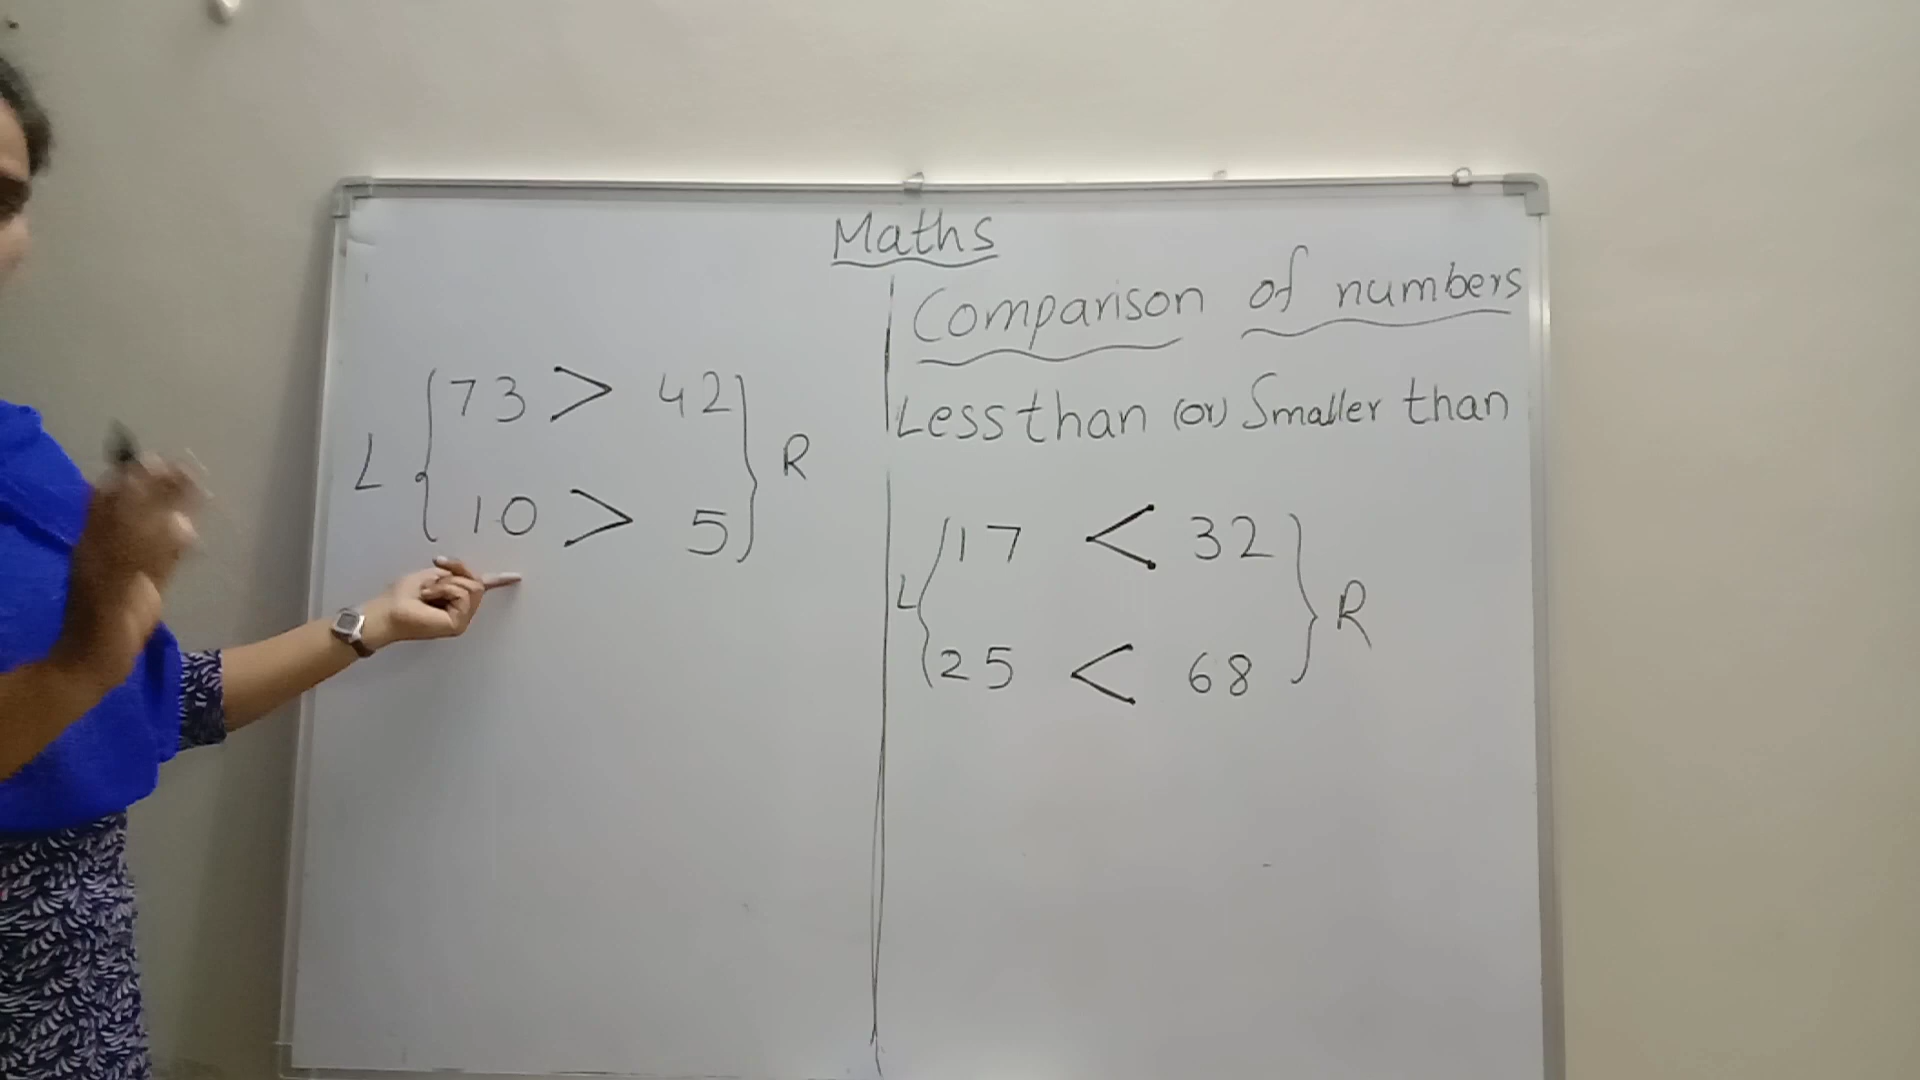 Maths
73 > 42
L R
10 > 5
Comparison of numbers
Less than (or) Smaller than
17 < 32
L R
25 < 68